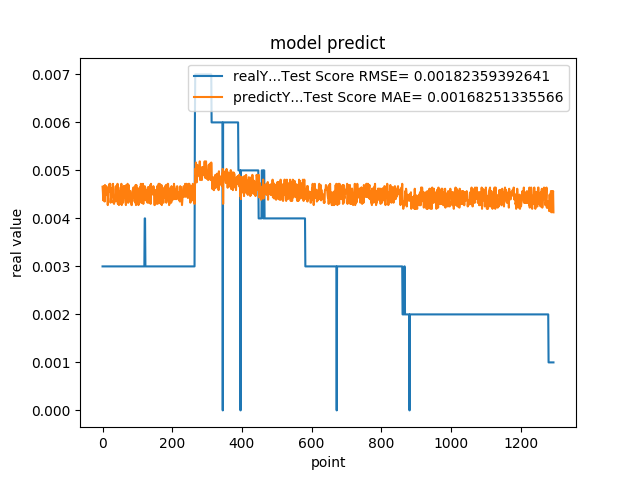 model predict
realY...Test Score RMSE= 0.00182359392641
predictY...Test Score MAE= 0.00168251335566
0.007
0.006
0.005
0.004
0.003
0.002
0.001
0.000
real value
0 200 400 600 800 1000 1200
point